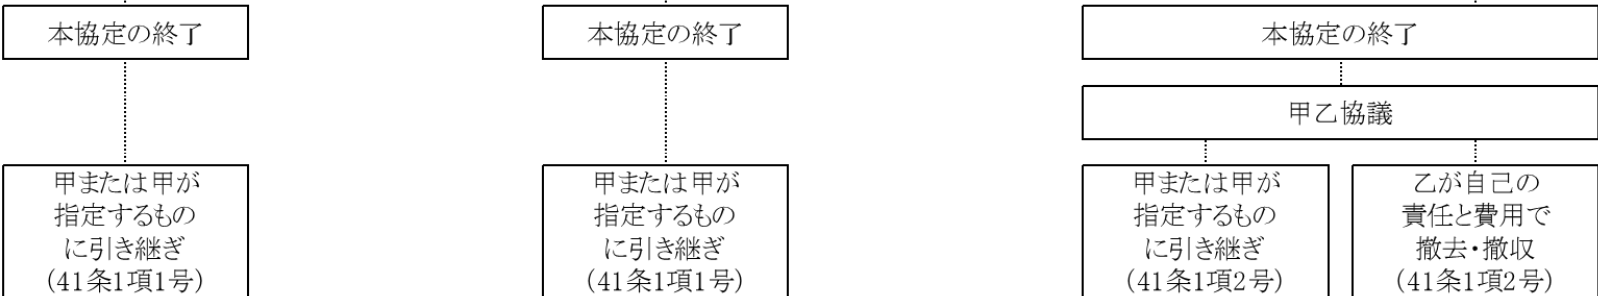 本協定の終了
本協定の終了
本協定の終了
甲乙協議
甲または甲が
指定するもの
に引き継ぎ
(41条1項1号)
甲または甲が
指定するもの
に引き継ぎ
(41条1項1号)
甲または甲が
指定するもの
に引き継ぎ
(41条1項2号)
乙が自己の
責任と費用で
撤去・撤収
(41条1項2号)